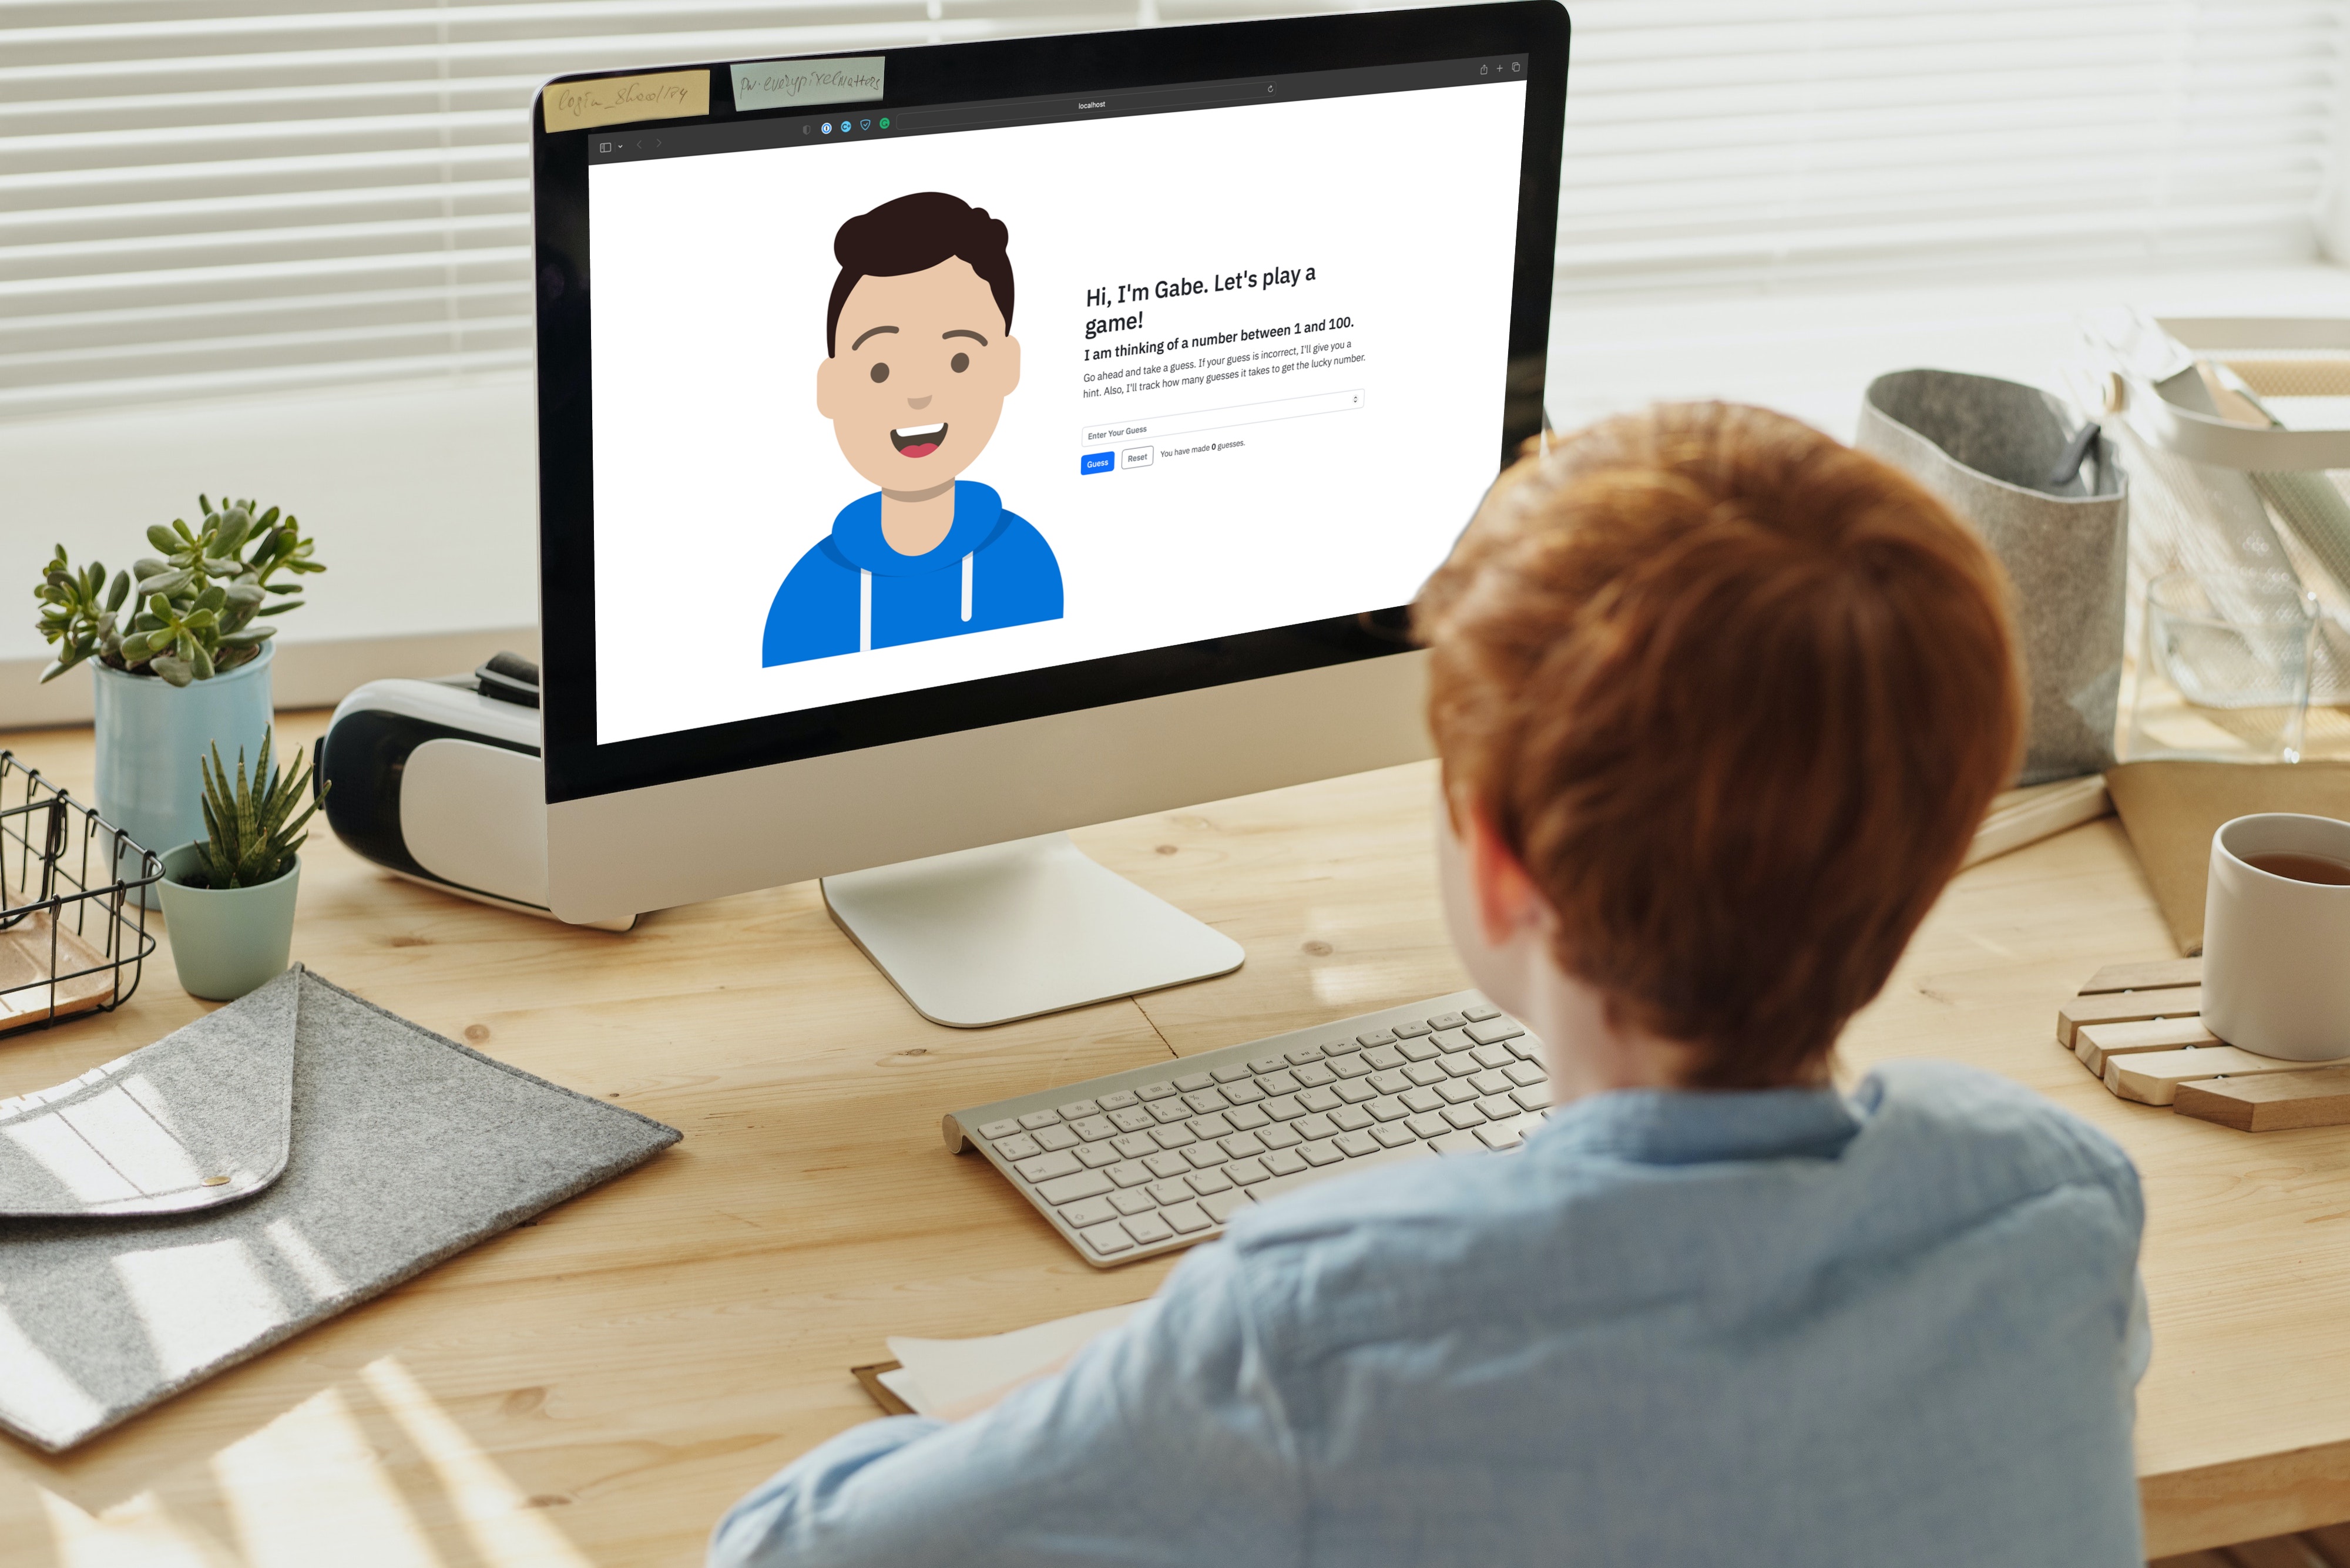 pw:everypixelmatters
localhost
Hi, I'm Gabe. Let's play a
game!
I am thinking of a number between 1 and 100.
Go ahead and take a guess. If your guess is incorrect, I'll give you a
hint. Also, I'll track how many guesses it takes to get the lucky number.
Enter Your Guess
Guess Reset You have made 0 guesses.